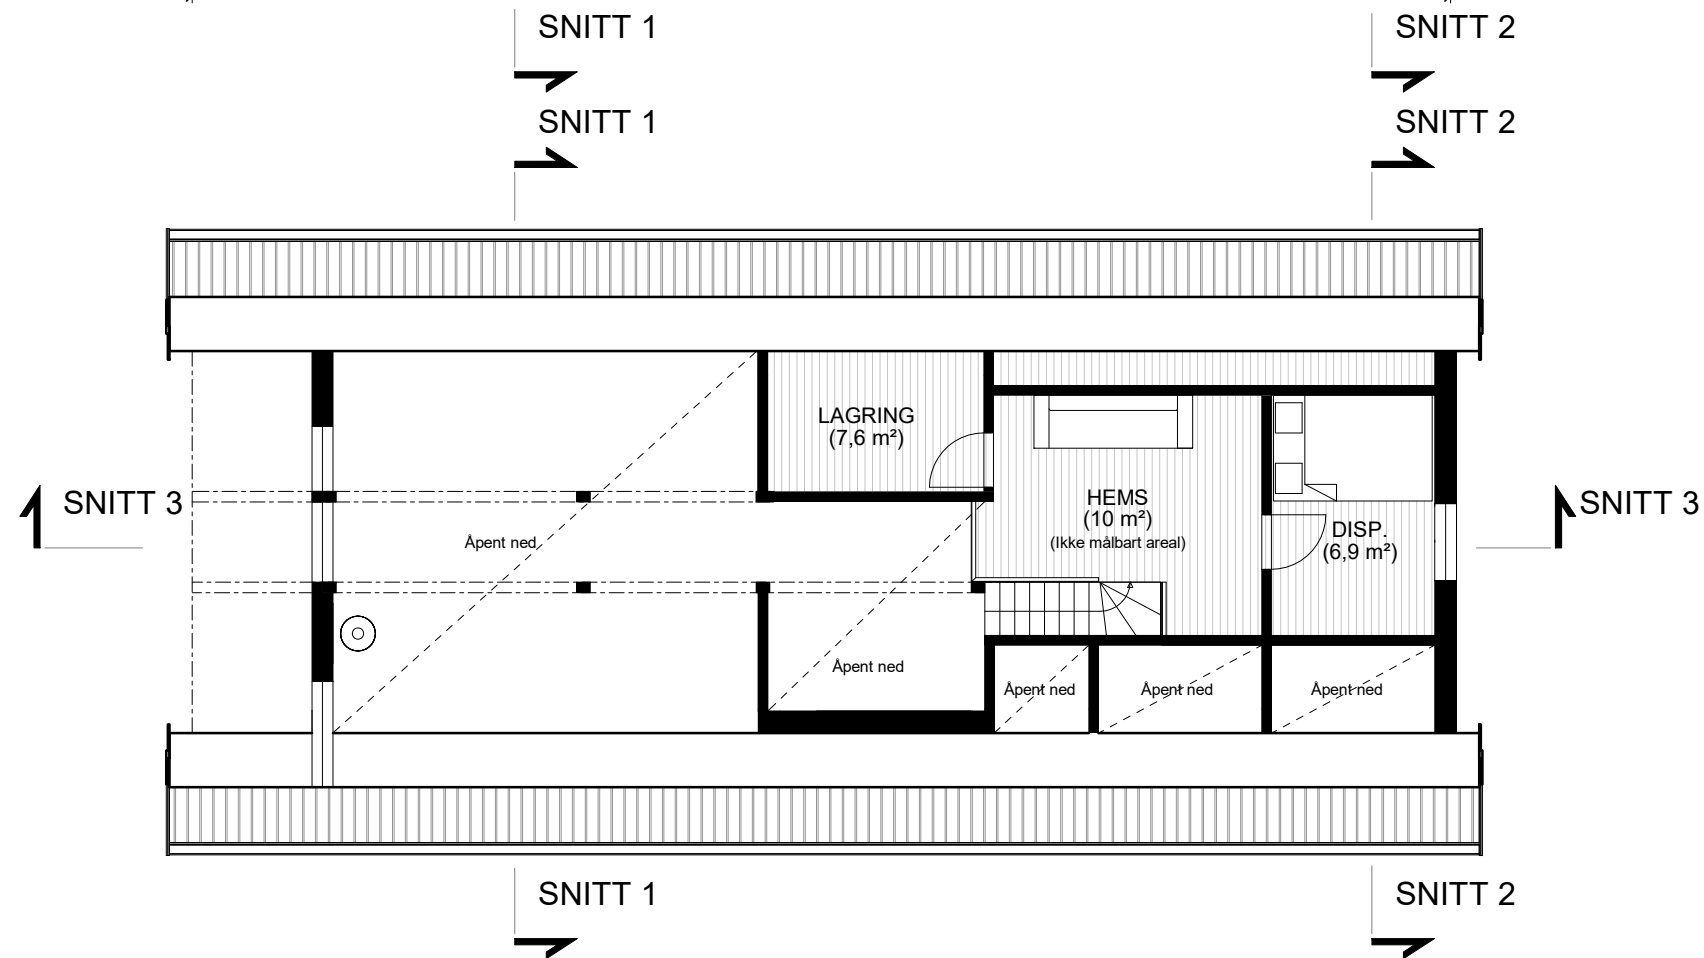 SNITT 1
SNITT 2
SNITT 1
SNITT 2
LAGRING
(7,6 m²)
SNITT 3
HEMS
(10 m²)
(Ikke målbart areal)
SNITT 3
DISP.
(6,9 m²)
Åpent ned
Åpent ned
Åpent ned
Åpent ned
Åpent ned
SNITT 1
SNITT 2